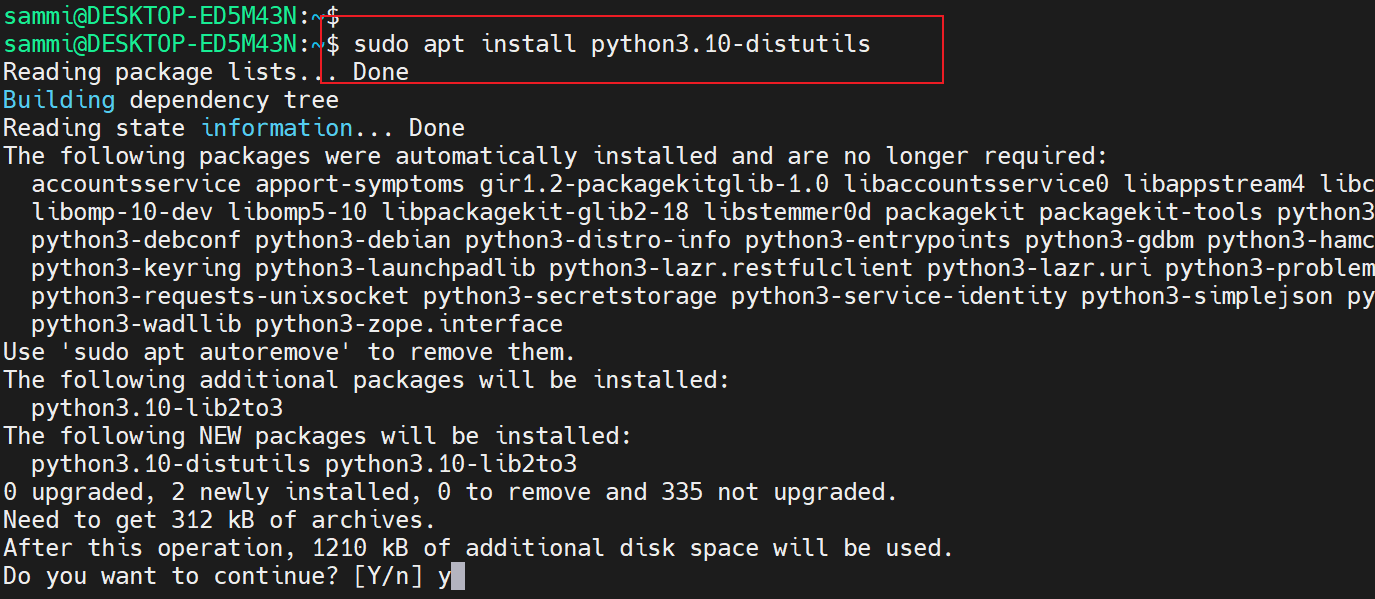 sammi@DESKTOP-ED5M43N:~$
sammi@DESKTOP-ED5M43N:~$ sudo apt install python3.10-distutils
Reading package lists... Done
Building dependency tree
Reading state information... Done
The following packages were automatically installed and are no longer required:
  accountsservice apport-symptoms gir1.2-packagekitglib-1.0 libaccountsservice0 libappstream4 libc
  libomp-10-dev libomp5-10 libpackagekit-glib2-18 libstemmer0d packagekit packagekit-tools python3
  python3-debconf python3-debian python3-distro-info python3-entrypoints python3-gdbm python3-hamc
  python3-keyring python3-launchpadlib python3-lazr.restfulclient python3-lazr.uri python3-problem
  python3-requests-unixsocket python3-secretstorage python3-service-identity python3-simplejson py
  python3-wadllib python3-zope.interface
Use 'sudo apt autoremove' to remove them.
The following additional packages will be installed:
  python3.10-lib2to3
The following NEW packages will be installed:
  python3.10-distutils python3.10-lib2to3
0 upgraded, 2 newly installed, 0 to remove and 335 not upgraded.
Need to get 312 kB of archives.
After this operation, 1210 kB of additional disk space will be used.
Do you want to continue? [Y/n] y